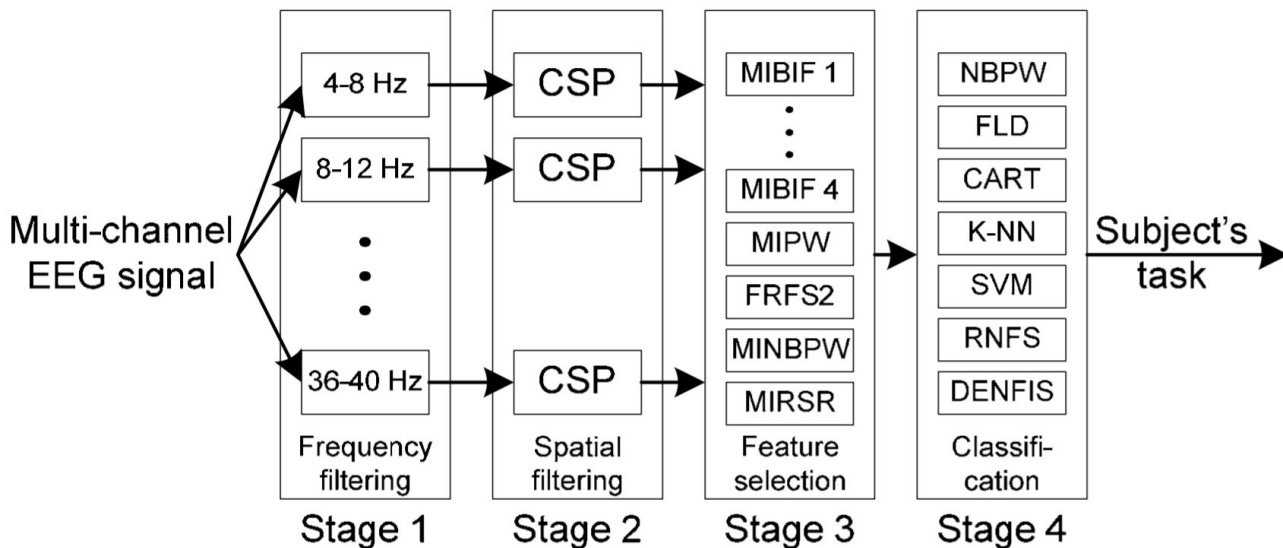 Multi-channel
EEG signal
4-8 Hz
8-12 Hz
36-40 Hz
Frequency
filtering
Stage 1
CSP
CSP
CSP
Spatial
filtering
Stage 2
MIBIF 1
MIBIF 4
MIPW
FRFS2
MINBPW
MIRSR
Feature
selection
Stage 3
NBPW
FLD
CART
K-NN
SVM
RNFS
DENFIS
Classifi-
cation
Stage 4
Subject's
task